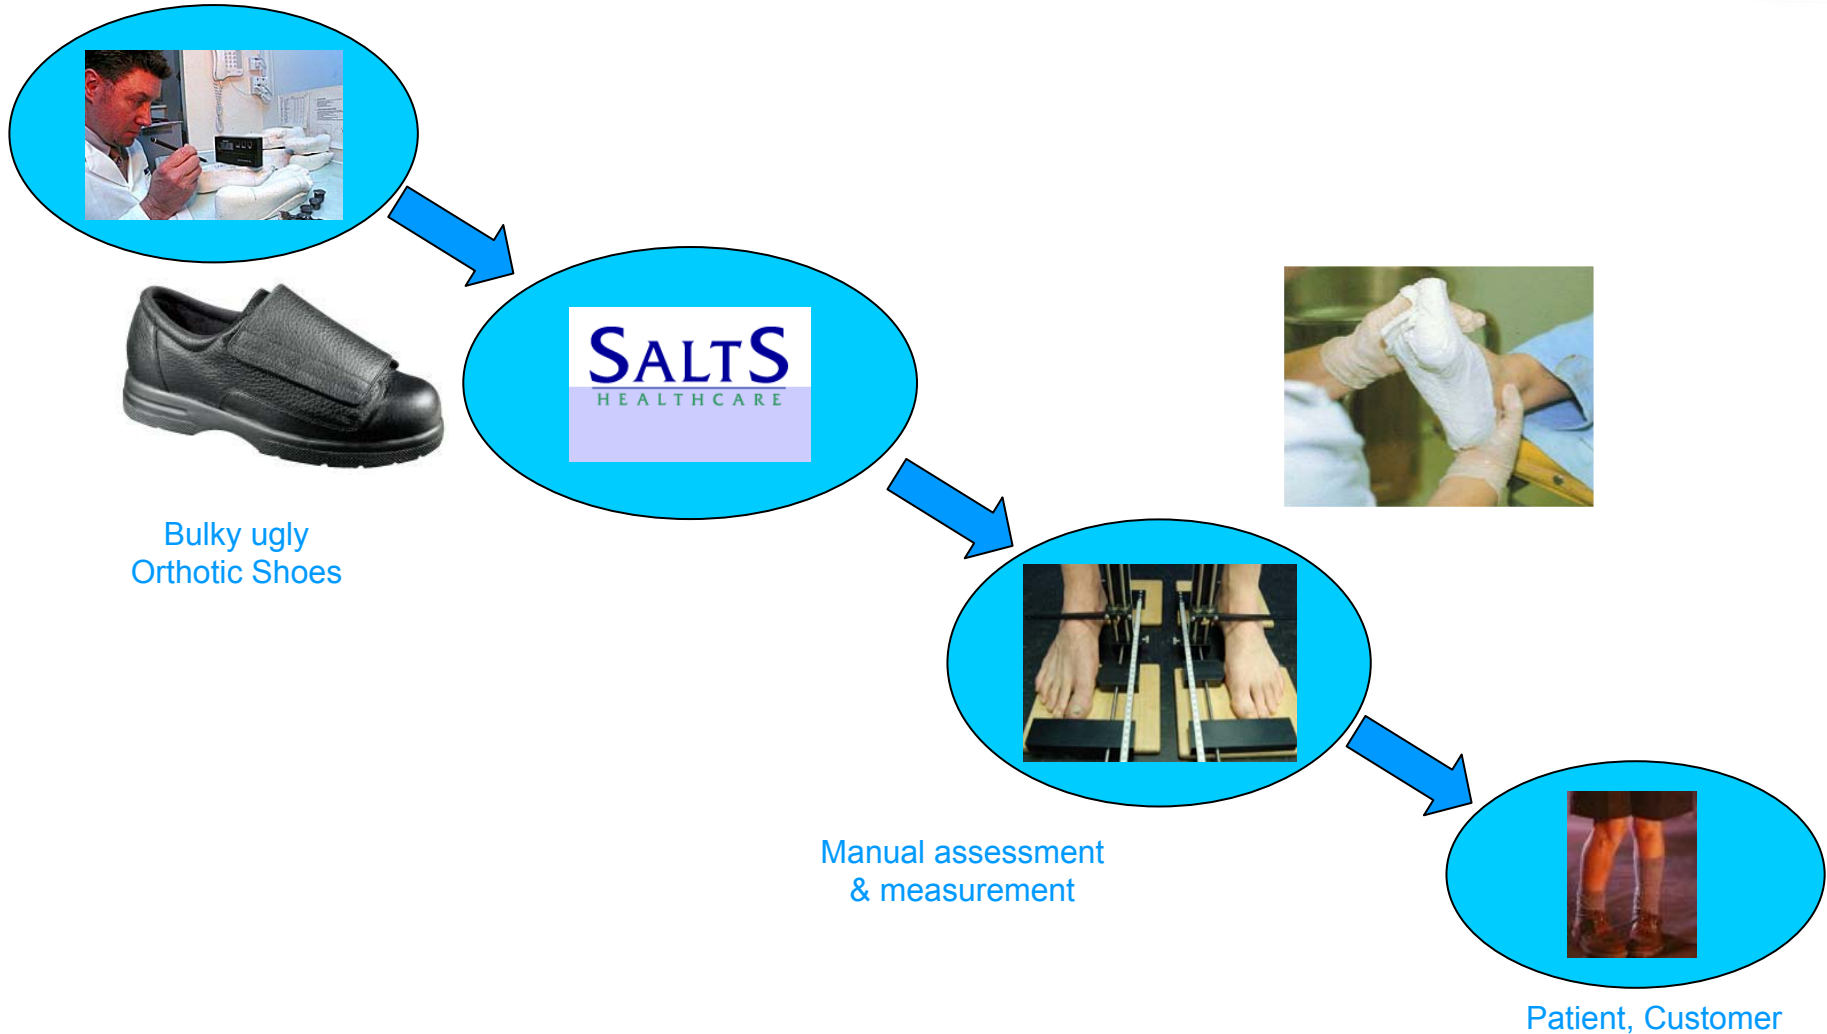 SALTS
HEALTHCARE
Bulky ugly
Orthotic Shoes
Manual assessment
& measurement
Patient, Customer